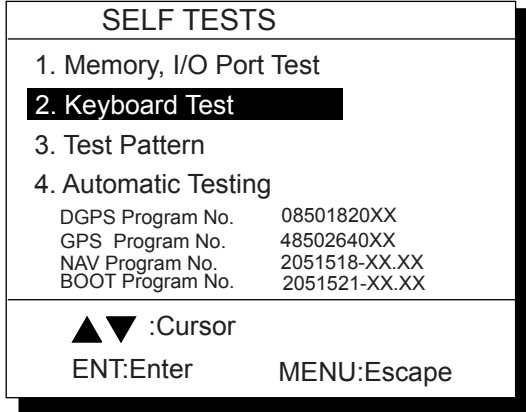 SELF TESTS
1. Memory, I/O Port Test
2. Keyboard Test
3. Test Pattern
4. Automatic Testing
DGPS Program No. 08501820XX
GPS Program No. 48502640XX
NAV Program No. 2051518-XX.XX
BOOT Program No. 2051521-XX.XX
▲▼ :Cursor
ENT:Enter MENU:Escape